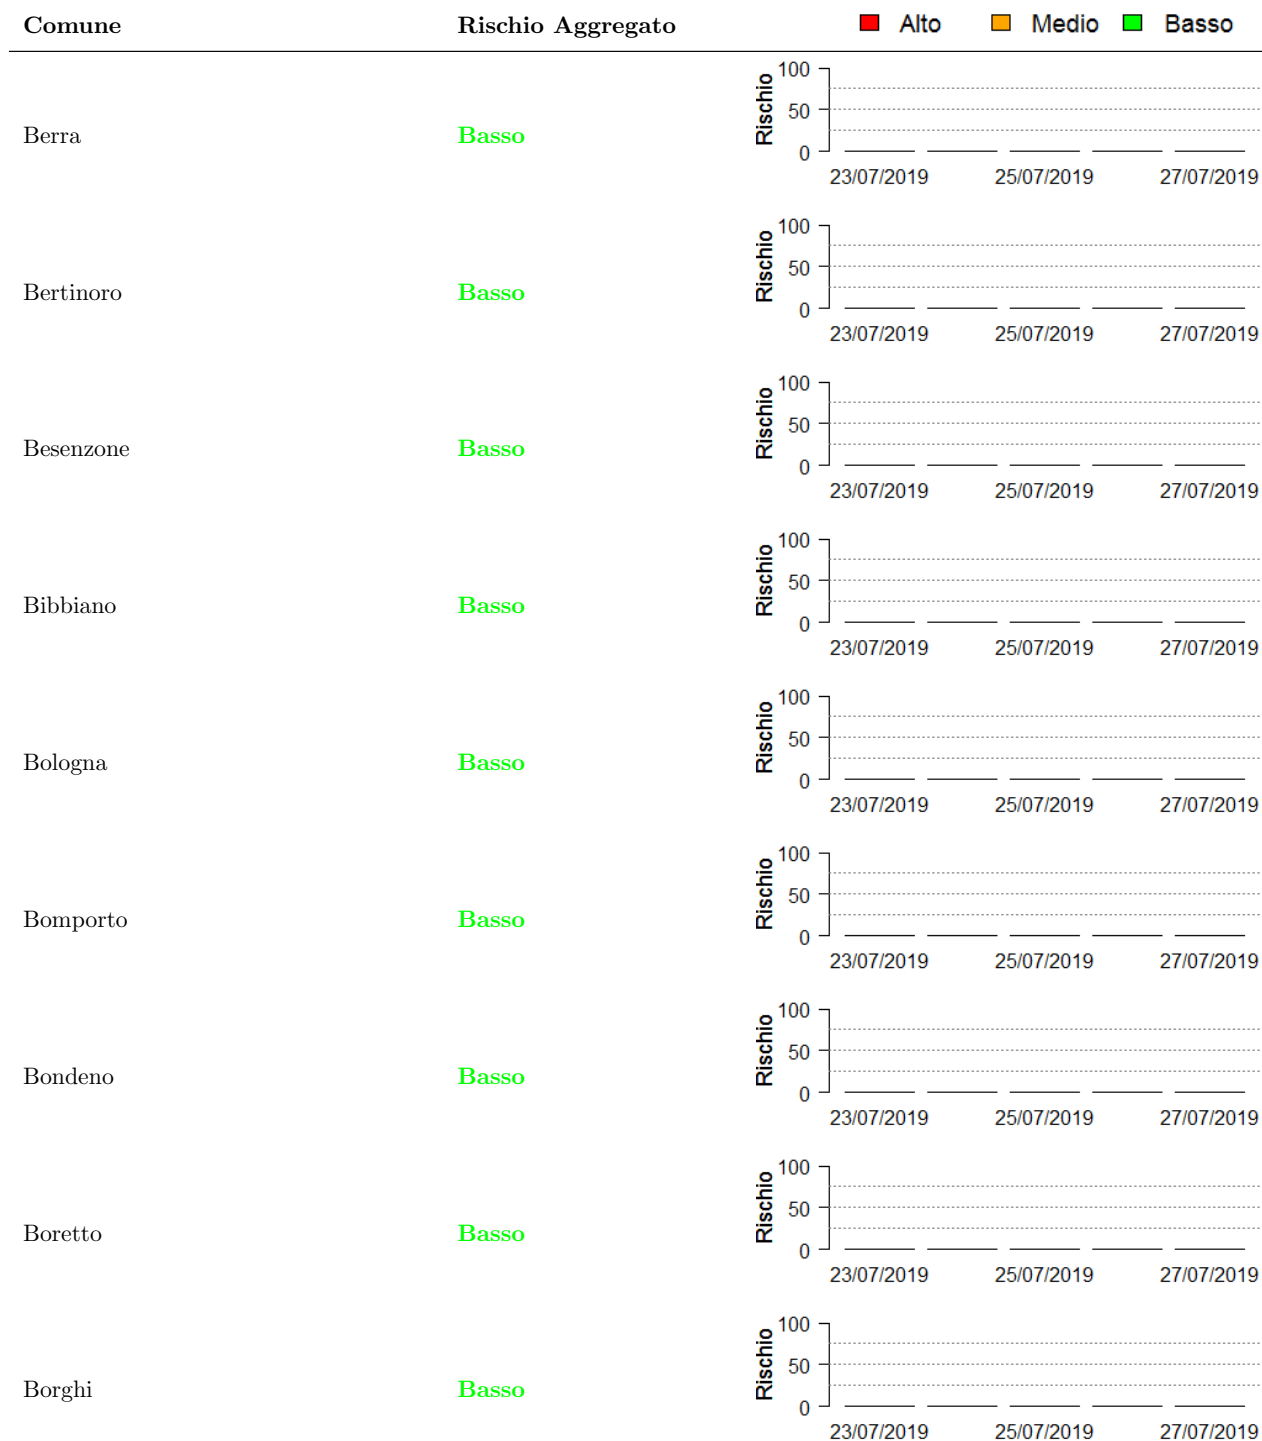 Comune Rischio Aggregato Alto Medio Basso
Berra Basso Rischio 100 50 0
23/07/2019 25/07/2019 27/07/2019
Bertinoro Basso Rischio 100 50 0
23/07/2019 25/07/2019 27/07/2019
Besenzone Basso Rischio 100 50 0
23/07/2019 25/07/2019 27/07/2019
Bibbiano Basso Rischio 100 50 0
23/07/2019 25/07/2019 27/07/2019
Bologna Basso Rischio 100 50 0
23/07/2019 25/07/2019 27/07/2019
Bomporto Basso Rischio 100 50 0
23/07/2019 25/07/2019 27/07/2019
Bondeno Basso Rischio 100 50 0
23/07/2019 25/07/2019 27/07/2019
Boretto Basso Rischio 100 50 0
23/07/2019 25/07/2019 27/07/2019
Borghi Basso Rischio 100 50 0
23/07/2019 25/07/2019 27/07/2019